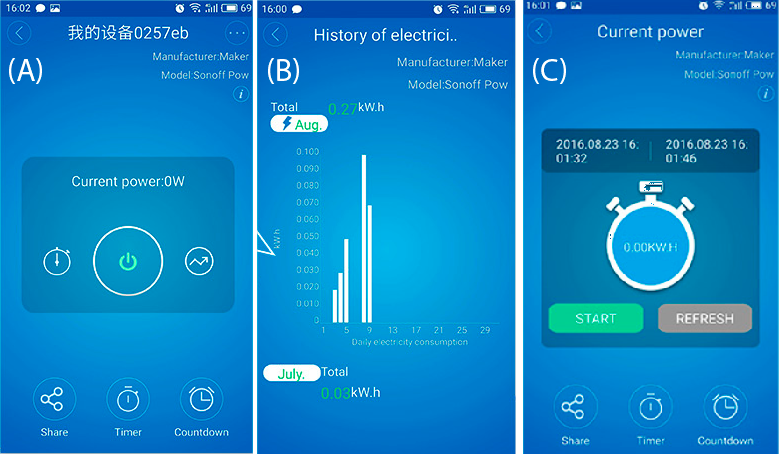 16:02
69
我的设备0257eb
Manufacturer:Maker
Model:Sonoff Pow
(A)
Current power:0W
Share
Timer
Countdown
16:00
69
History of electrici..
Manufacturer:Maker
Model:Sonoff Pow
(B)
Total
0.27kW.h
Aug.
0.100
0.090
0.080
0.070
0.060
0.050
0.040
0.030
0.020
0.010
0
kW.h
1 5 9 13 17 21 25 29
Daily electricity consumption
July.
Total
0.03kW.h
16:01
69
Current power
Manufacturer:Maker
Model:Sonoff Pow
(C)
2016.08.23 16:
01:32
2016.08.23 16:
01:46
0.00KW.H
START
REFRESH
Share
Timer
Countdown